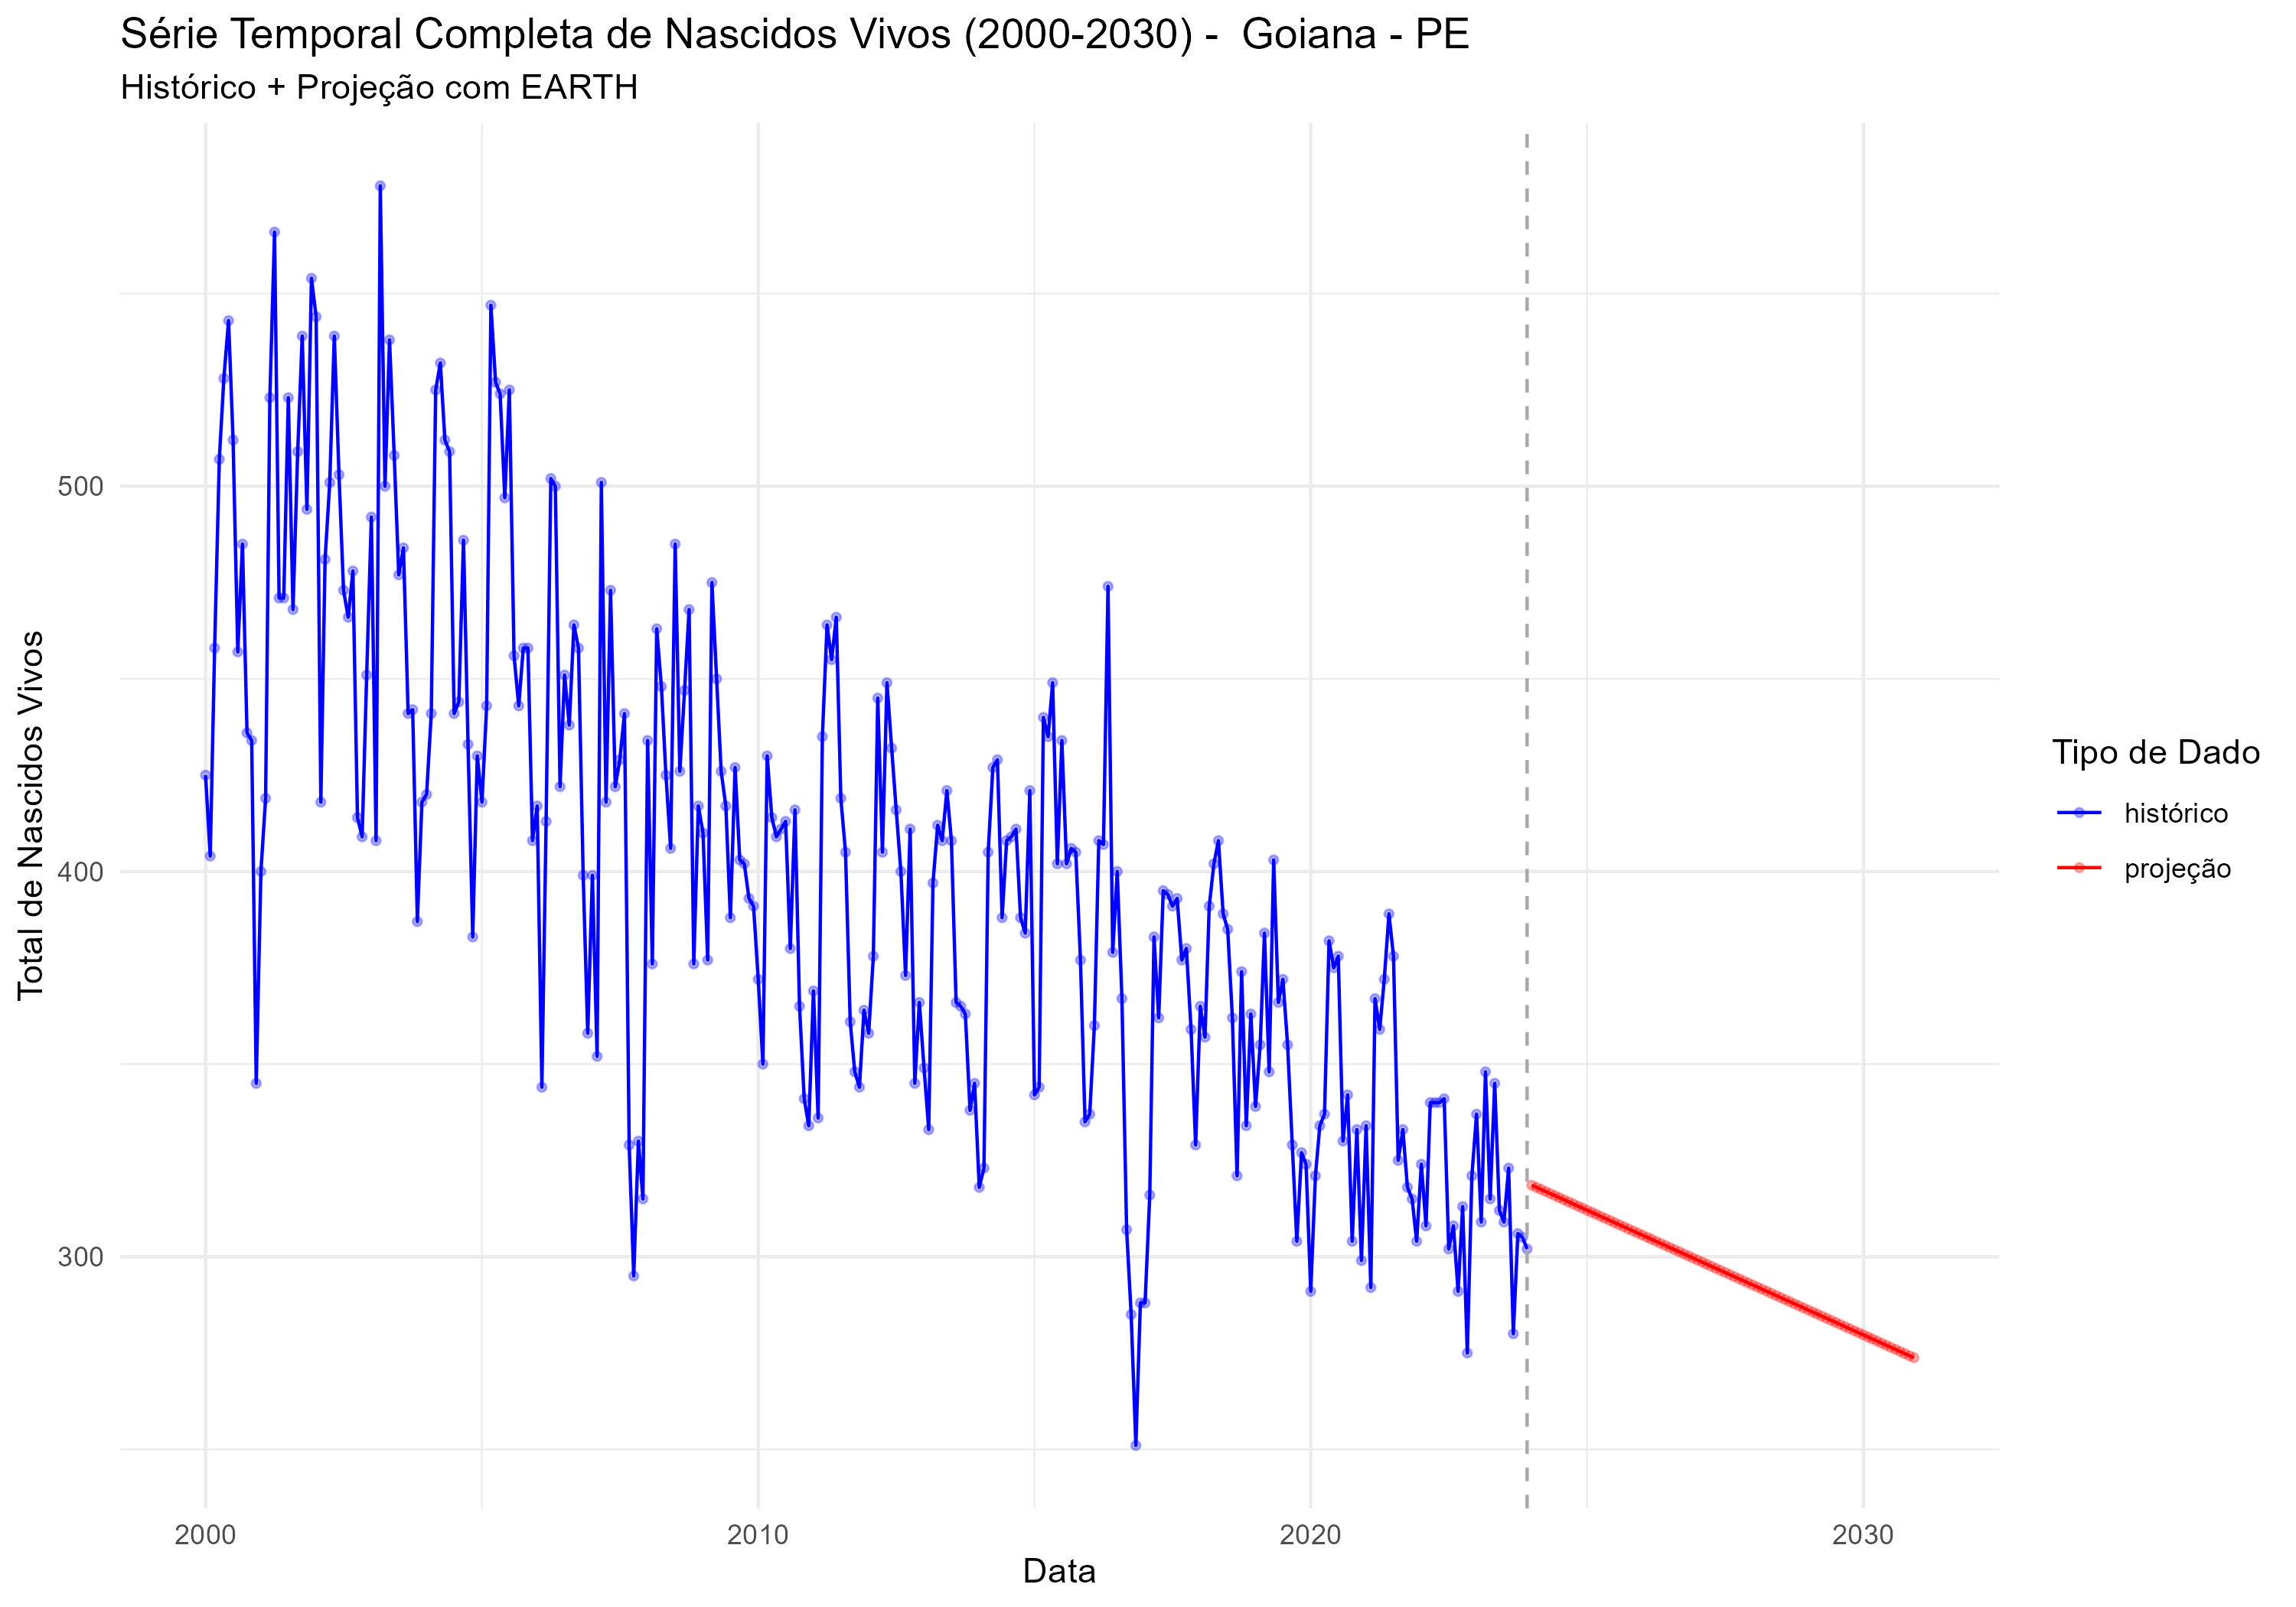 Série Temporal Completa de Nascidos Vivos (2000-2030) -  Goiana - PE
Histórico + Projeção com EARTH
Total de Nascidos Vivos
500
400
300
2000
2010
2020
2030
Data
Tipo de Dado
histórico
projeção